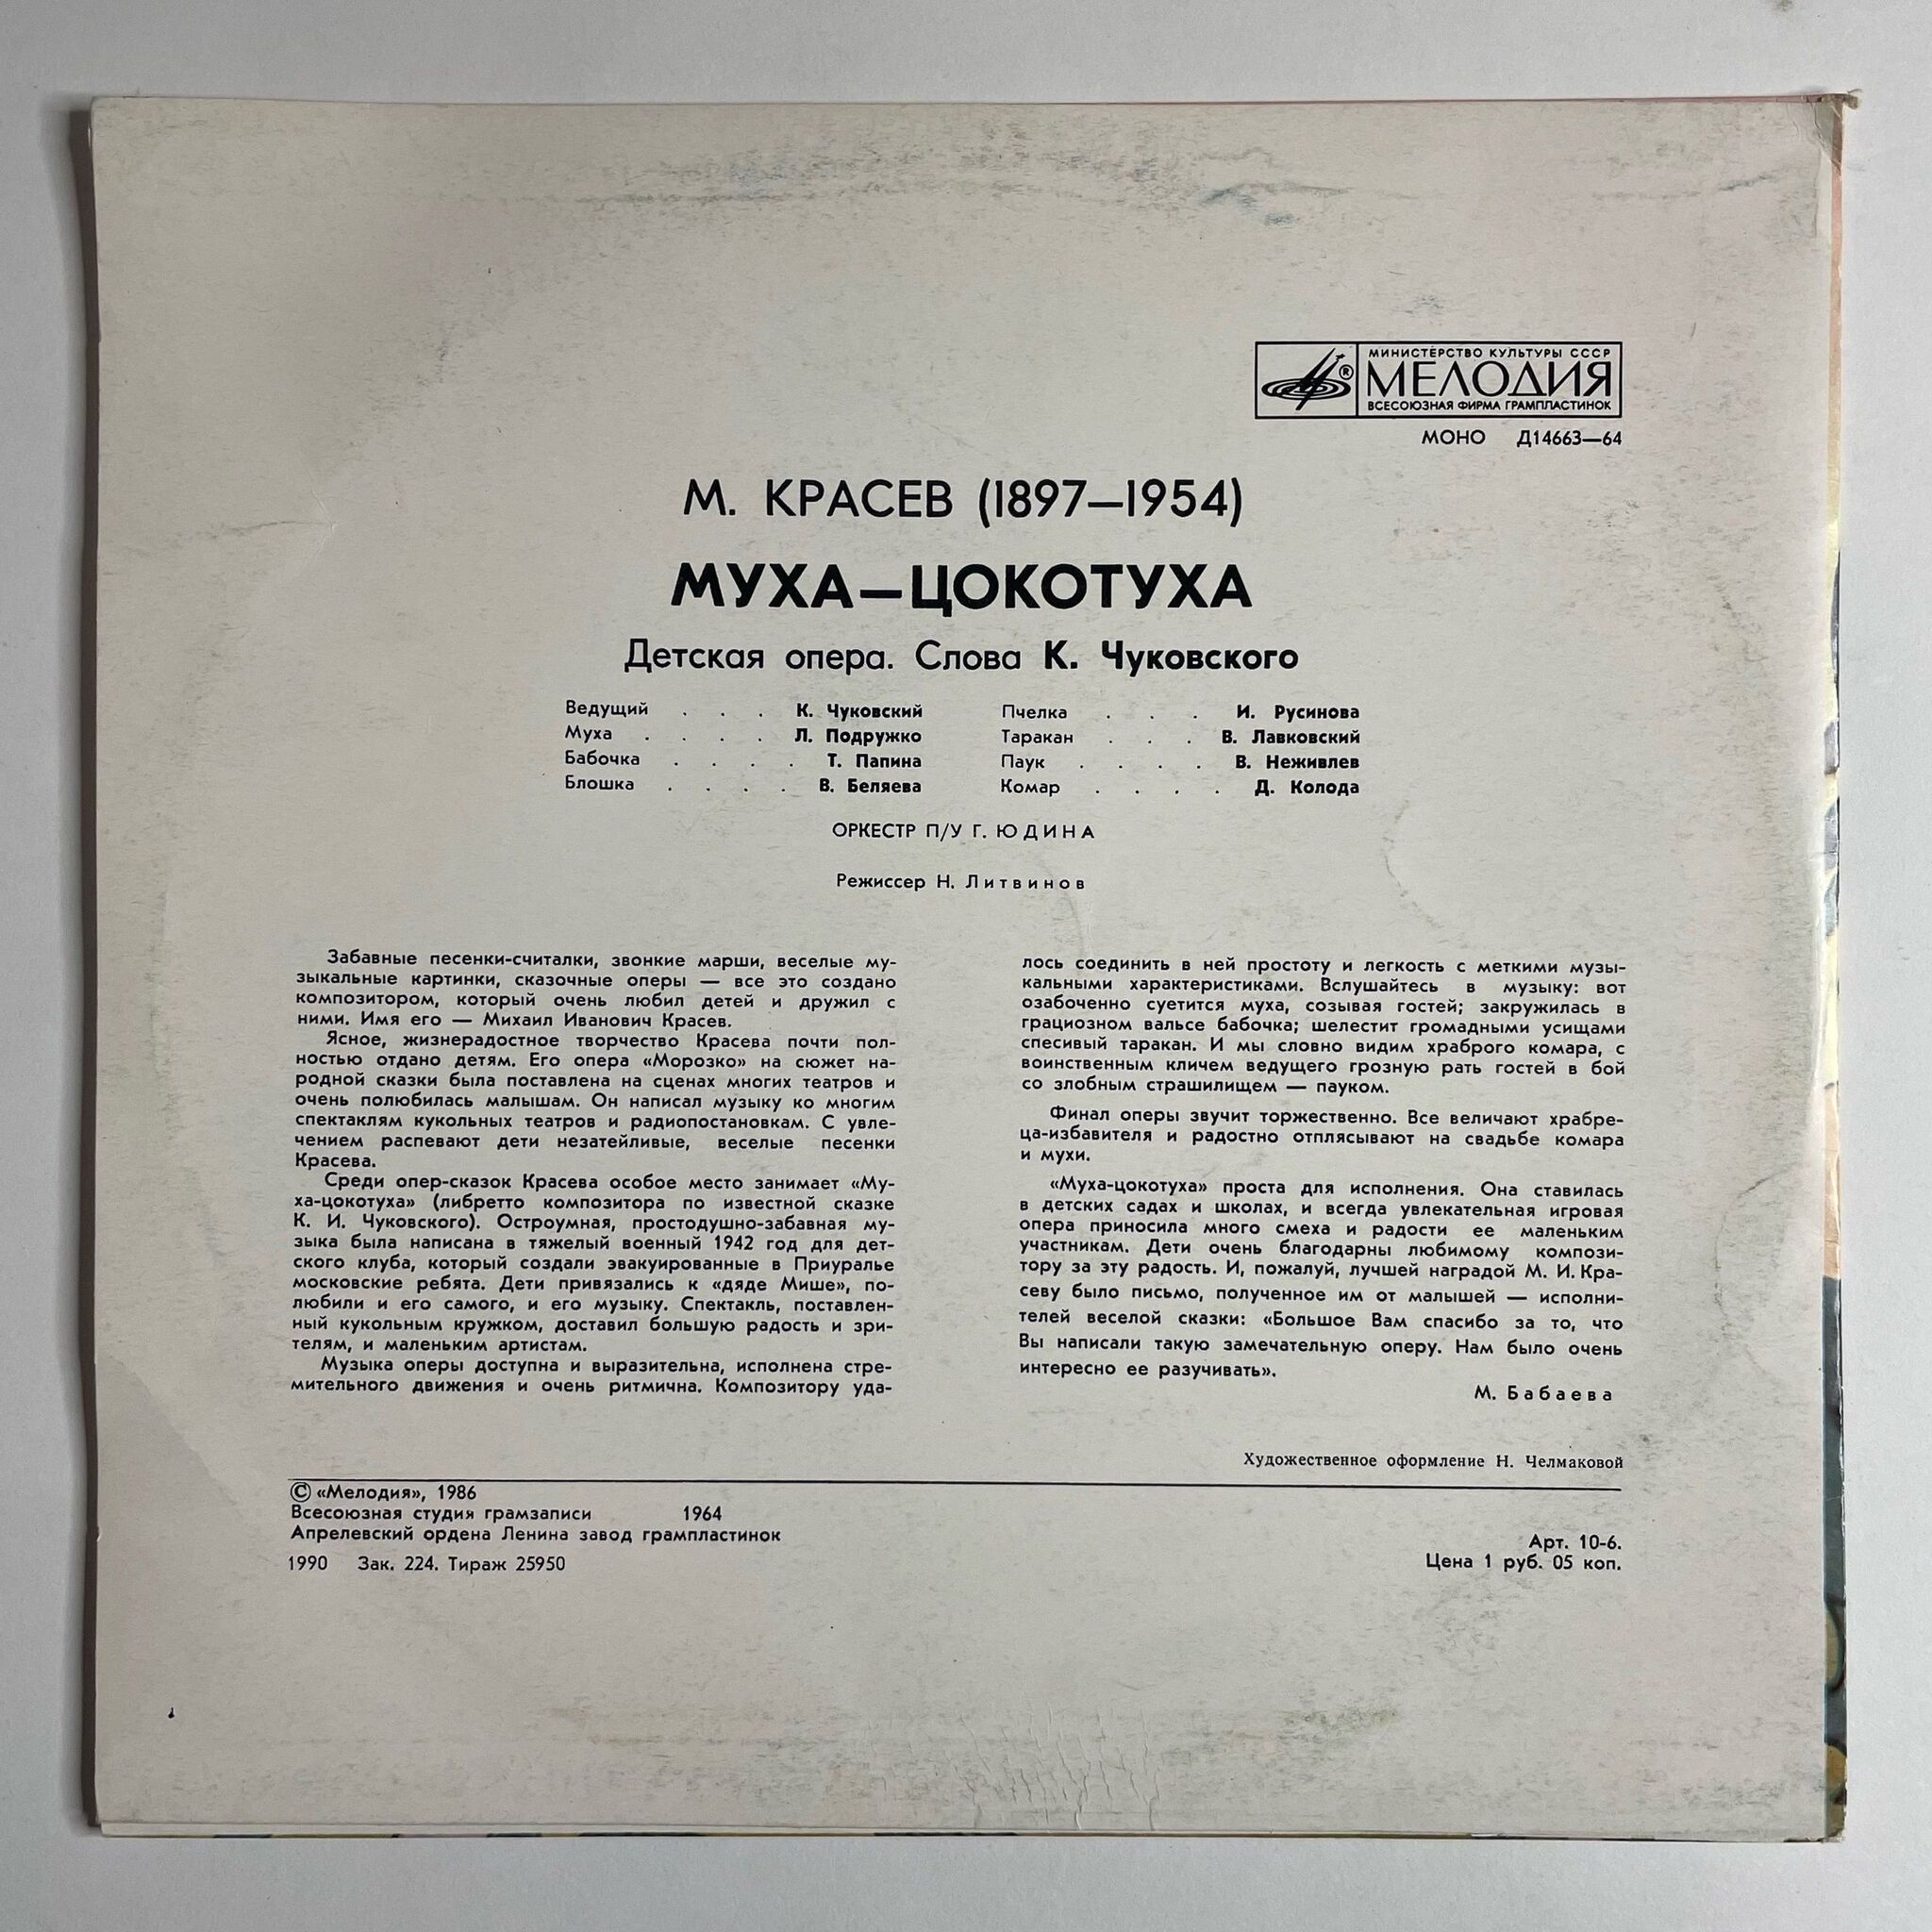 МИНИСТЕРСТВО КУЛЬТУРЫ СССР
МЕЛОДИЯ
ВСЕСОЮЗНАЯ ФИРМА ГРАМПЛАСТИНОК
®
МОНО Д14663—64
М. КРАСЕВ (1897—1954)
МУХА—ЦОКОТУХА
Детская опера. Слова К. Чуковского
Ведущий . . . К. Чуковский
Муха . . . . Л. Подружко
Бабочка . . . . Т. Папина
Блошка . . . . В. Беляева
Пчелка . . . И. Русинова
Таракан . . . В. Лавковский
Паук . . . . В. Неживлев
Комар . . . . Д. Колода
ОРКЕСТР П/У Г. ЮДИНА
Режиссер Н. Литвинов
Забавные песенки-считалки, звонкие марши, веселые му-
зыкальные картинки, сказочные оперы — все это создано
композитором, который очень любил детей и дружил с
ними. Имя его — Михаил Иванович Красев.
Ясное, жизнерадостное творчество Красева почти пол-
ностью отдано детям. Его опера «Морозко» на сюжет на-
родной сказки была поставлена на сценах многих театров и
очень полюбилась малышам. Он написал музыку ко многим
спектаклям кукольных театров и радиопостановкам. С увле-
чением распевают дети незатейливые, веселые песенки
Красева.
Среди опер-сказок Красева особое место занимает «Му-
ха-цокотуха» (либретто композитора по известной сказке
К. И. Чуковского). Остроумная, простодушно-забавная му-
зыка была написана в тяжелый военный 1942 год для дет-
ского клуба, который создали эвакуированные в Приуралье
московские ребята. Дети привязались к «дяде Мише», по-
любили и его самого, и его музыку. Спектакль, поставлен-
ный кукольным кружком, доставил большую радость и зри-
телям, и маленьким артистам.
Музыка оперы доступна и выразительна, исполнена стре-
мительного движения и очень ритмична. Композитору уда-
лось соединить в ней простоту и легкость с меткими музы-
кальными характеристиками. Вслушайтесь в музыку: вот
озабоченно суетится муха, созывая гостей; закружилась в
грациозном вальсе бабочка; шелестит громадными усищами
спесивый таракан. И мы словно видим храброго комара, с
воинственным кличем ведущего грозную рать гостей в бой
со злобным страшилищем — пауком.
Финал оперы звучит торжественно. Все величают храбре-
ца-избавителя и радостно отплясывают на свадьбе комара
и мухи.
«Муха-цокотуха» проста для исполнения. Она ставилась
в детских садах и школах, и всегда увлекательная игровая
опера приносила много смеха и радости ее маленьким
участникам. Дети очень благодарны любимому компози-
тору за эту радость. И, пожалуй, лучшей наградой М. И. Кра-
севу было письмо, полученное им от малышей — исполни-
телей веселой сказки: «Большое Вам спасибо за то, что
Вы написали такую замечательную оперу. Нам было очень
интересно ее разучивать».
М. Бабаева
Художественное оформление Н. Челмаковой
© «Мелодия», 1986
Всесоюзная студия грамзаписи 1964
Апрелевский ордена Ленина завод грампластинок
1990 Зак. 224. Тираж 25950
Арт. 10-6.
Цена 1 руб. 05 коп.